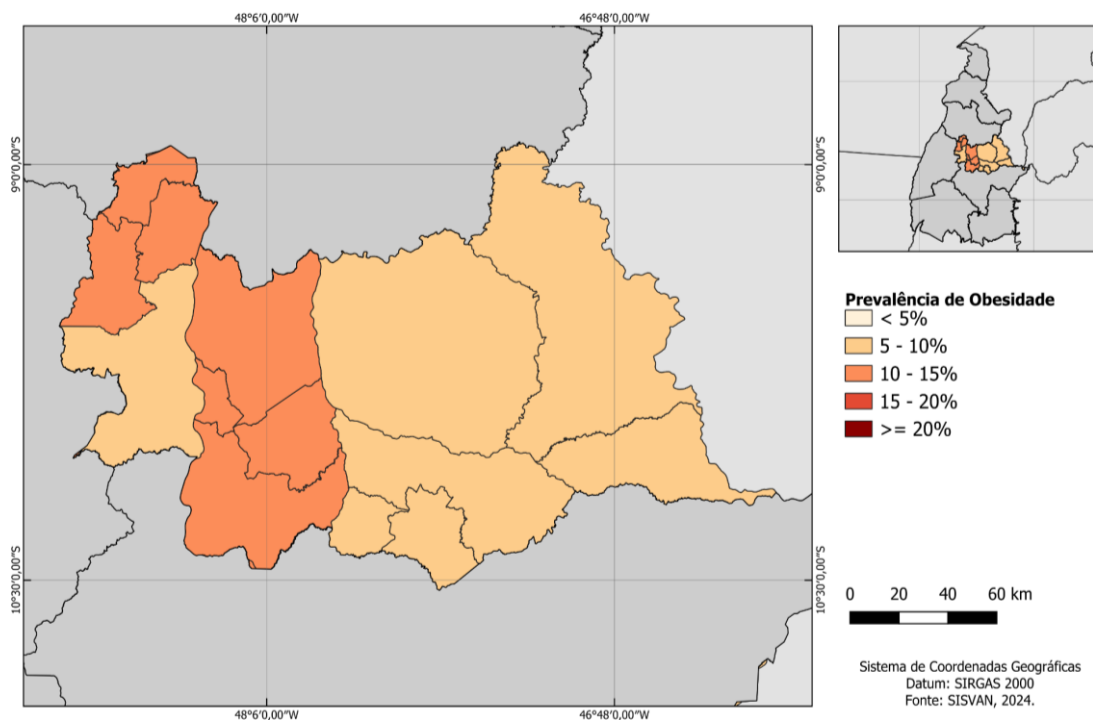 48°6'0,00"W
46°48'0,00"W
9°0'0,00"S
9°0'0,00"S
10°30'0,00"S
10°30'0,00"S
48°6'0,00"W
46°48'0,00"W
Prevalência de Obesidade
< 5%
5 - 10%
10 - 15%
15 - 20%
>= 20%
0 20 40 60 km
Sistema de Coordenadas Geográficas
Datum: SIRGAS 2000
Fonte: SISVAN, 2024.